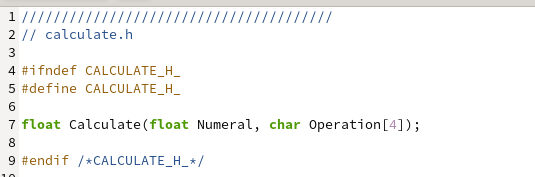 1 ////////////////////////////////////////
2 // calculate.h
3
4 #ifndef CALCULATE_H_
5 #define CALCULATE_H_
6
7 float Calculate(float Numeral, char Operation[4]);
8
9 #endif /*CALCULATE_H_*/